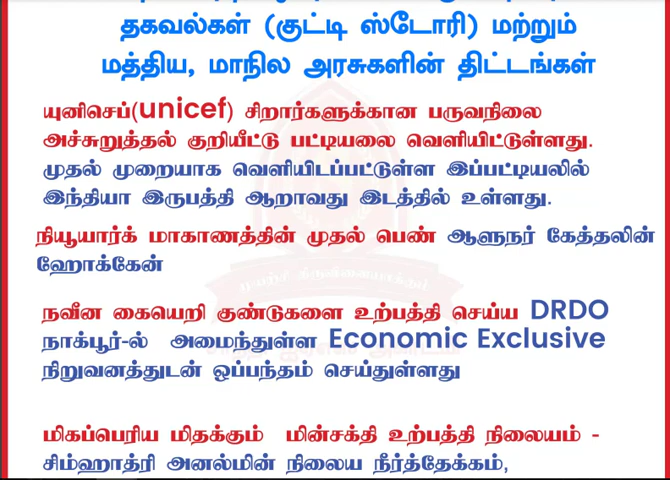 தகவல்கள் (குட்டி ஸ்டோரி) மற்றும்
மத்திய, மாநில அரசுகளின் திட்டங்கள்
யுனிசெப்(unicef) சிறார்களுக்கான பருவநிலை
அச்சுறுத்தல் குறியீட்டு பட்டியலை வெளியிட்டுள்ளது.
முதல் முறையாக வெளியிடப்பட்டுள்ள இப்பட்டியலில்
இந்தியா இருபத்தி ஆறாவது இடத்தில் உள்ளது.
நியூயார்க் மாகாணத்தின் முதல் பெண் ஆளுநர் கேத்தலின்
ஹோக்கேன்
நவீன கையெறி குண்டுகளை உற்பத்தி செய்ய DRDO
நாக்பூர்-ல் அமைந்துள்ள Economic Exclusive
நிறுவனத்துடன் ஒப்பந்தம் செய்துள்ளது
மிகப்பெரிய மிதக்கும் மின்சக்தி உற்பத்தி நிலையம் -
சிம்ஹாத்ரி அனல்மின் நிலைய நீர்த்தேக்கம்,